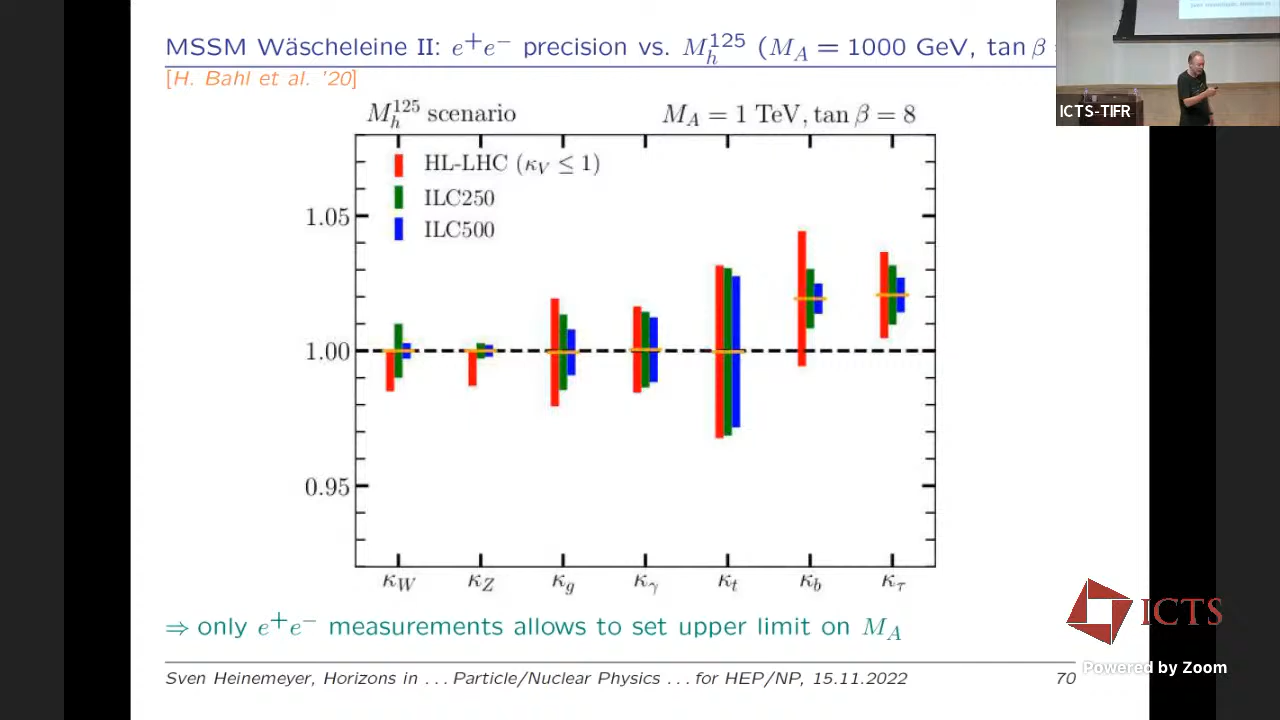 MSSM Wäscheleine II: e⁺e⁻ precision vs. M_h^125 (M_A = 1000 GeV, tan β
[H. Bahl et al. '20]
M_h^125 scenario
M_A = 1 TeV, tan β = 8
HL-LHC (κ_V ≤ 1)
ILC250
ILC500
1.05
1.00
0.95
κ_W κ_Z κ_g κ_γ κ_t κ_b κ_τ
⇒ only e⁺e⁻ measurements allows to set upper limit on M_A
Sven Heinemeyer, Horizons in . . . Particle/Nuclear Physics . . . for HEP/NP, 15.11.2022
70
ICTS-TIFR
ICTS
Powered by Zoom